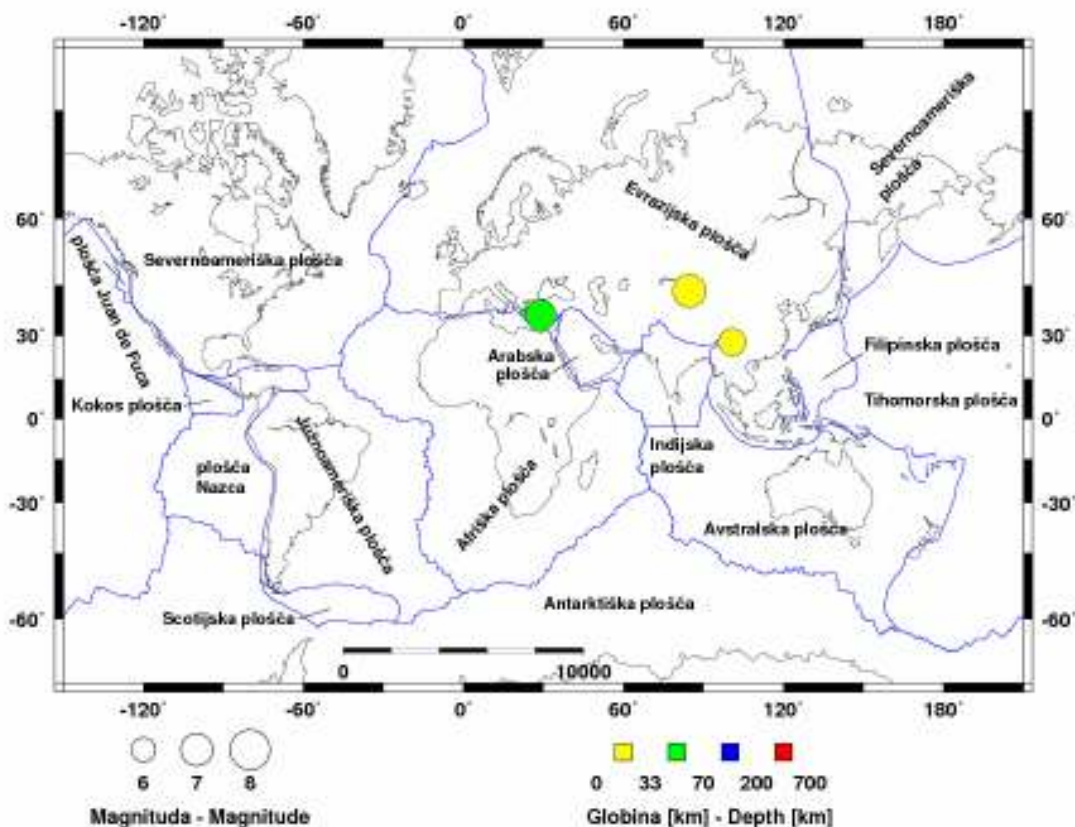 -120° -60° 0° 60° 120° 180°
60° 60°
30° 30°
0° 0°
-30° -30°
-60° -60°
Severnoameriška
plošča
Evrazijska plošča
Severnoameriška plošča
plošča Juan de Fuca
Arabska
plošča
Filipinska plošča
Kokos plošča
Tihomorska plošča
Južnoameriška plošča
Indijska
plošča
plošča
Nazca
Afriška plošča
Avstralska plošča
Antarktiška plošča
Scotijska plošča
0 10000
-120° -60° 0° 60° 120° 180°
6 7 8
Magnituda - Magnitude
0 33 70 200 700
Globina [km] - Depth [km]